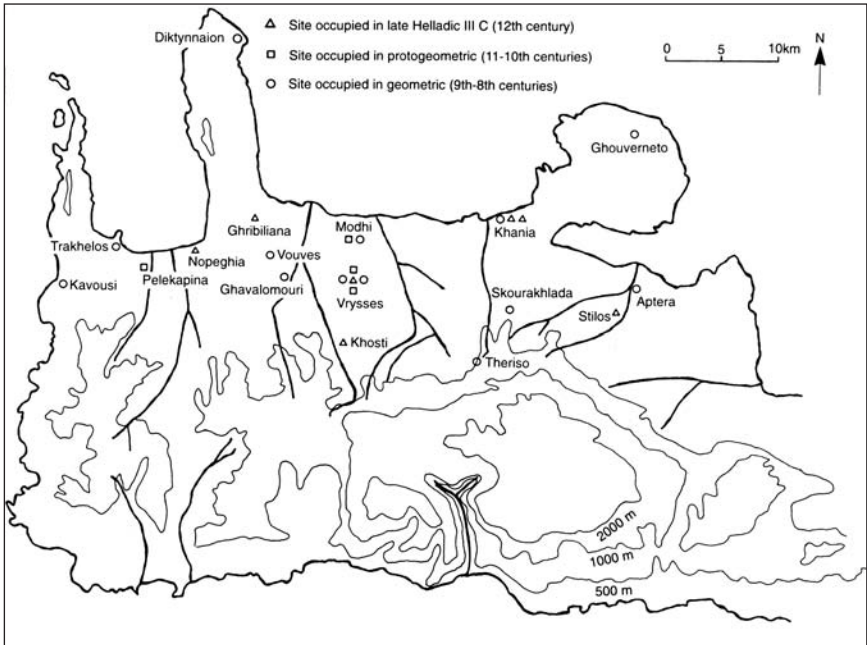 Diktynnaion
Site occupied in late Helladic III C (12th century)
Site occupied in protogeometric (11-10th centuries)
Site occupied in geometric (9th-8th centuries)
0 5 10km
N
Ghouverneto
Ghribiliana
Modhi
Khania
Trakhelos
Nopeghia
Vouves
Pelekapina
Kavousi
Ghavalomouri
Vrysses
Skourakhlada
Aptera
Stilos
Khosti
Theriso
2000 m
1000 m
500 m